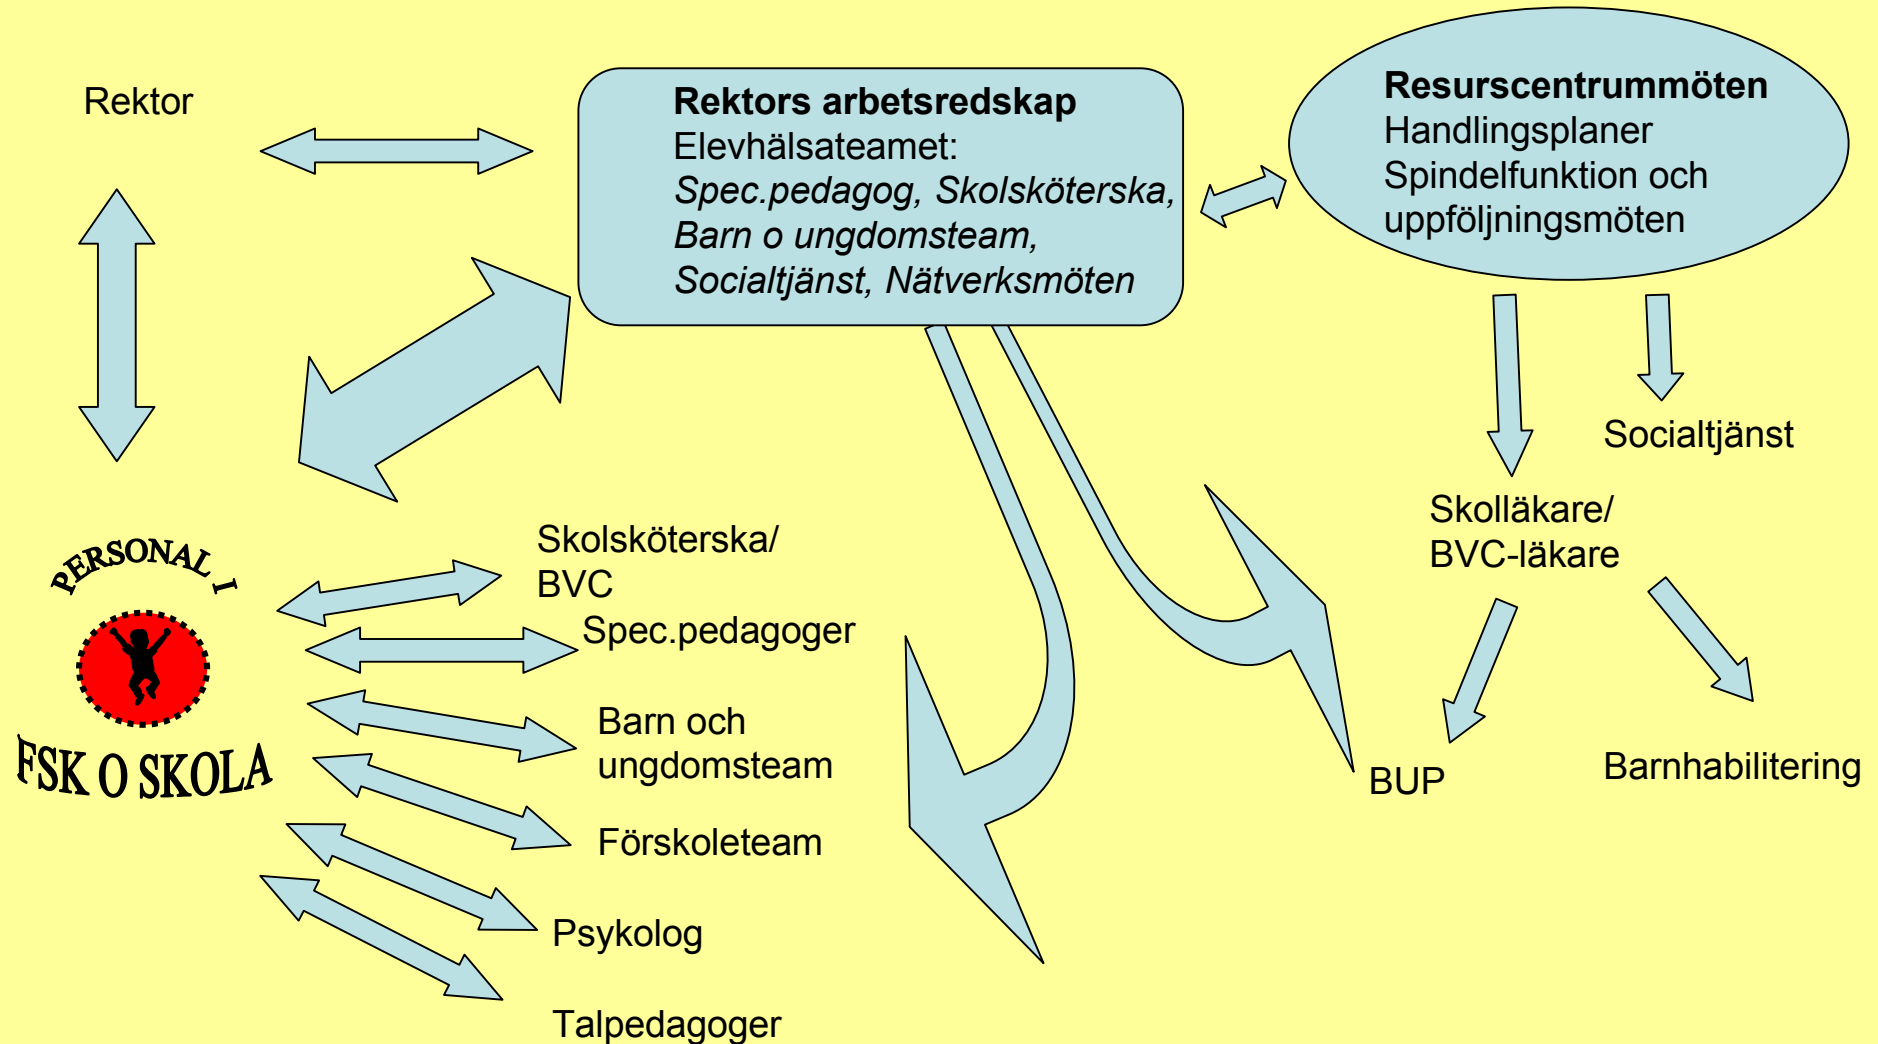 Rektor
Rektors arbetsredskap
Elevhälsateamet:
Spec.pedagog, Skolsköterska,
Barn o ungdomsteam,
Socialtjänst, Nätverksmöten
Resurscentrummöten
Handlingsplaner
Spindelfunktion och
uppföljningsmöten
Socialtjänst
Skolläkare/
BVC-läkare
BUP
Barnhabilitering
PERSONAL I
FSK O SKOLA
Skolsköterska/
BVC
Spec.pedagoger
Barn och
ungdomsteam
Förskoleteam
Psykolog
Talpedagoger